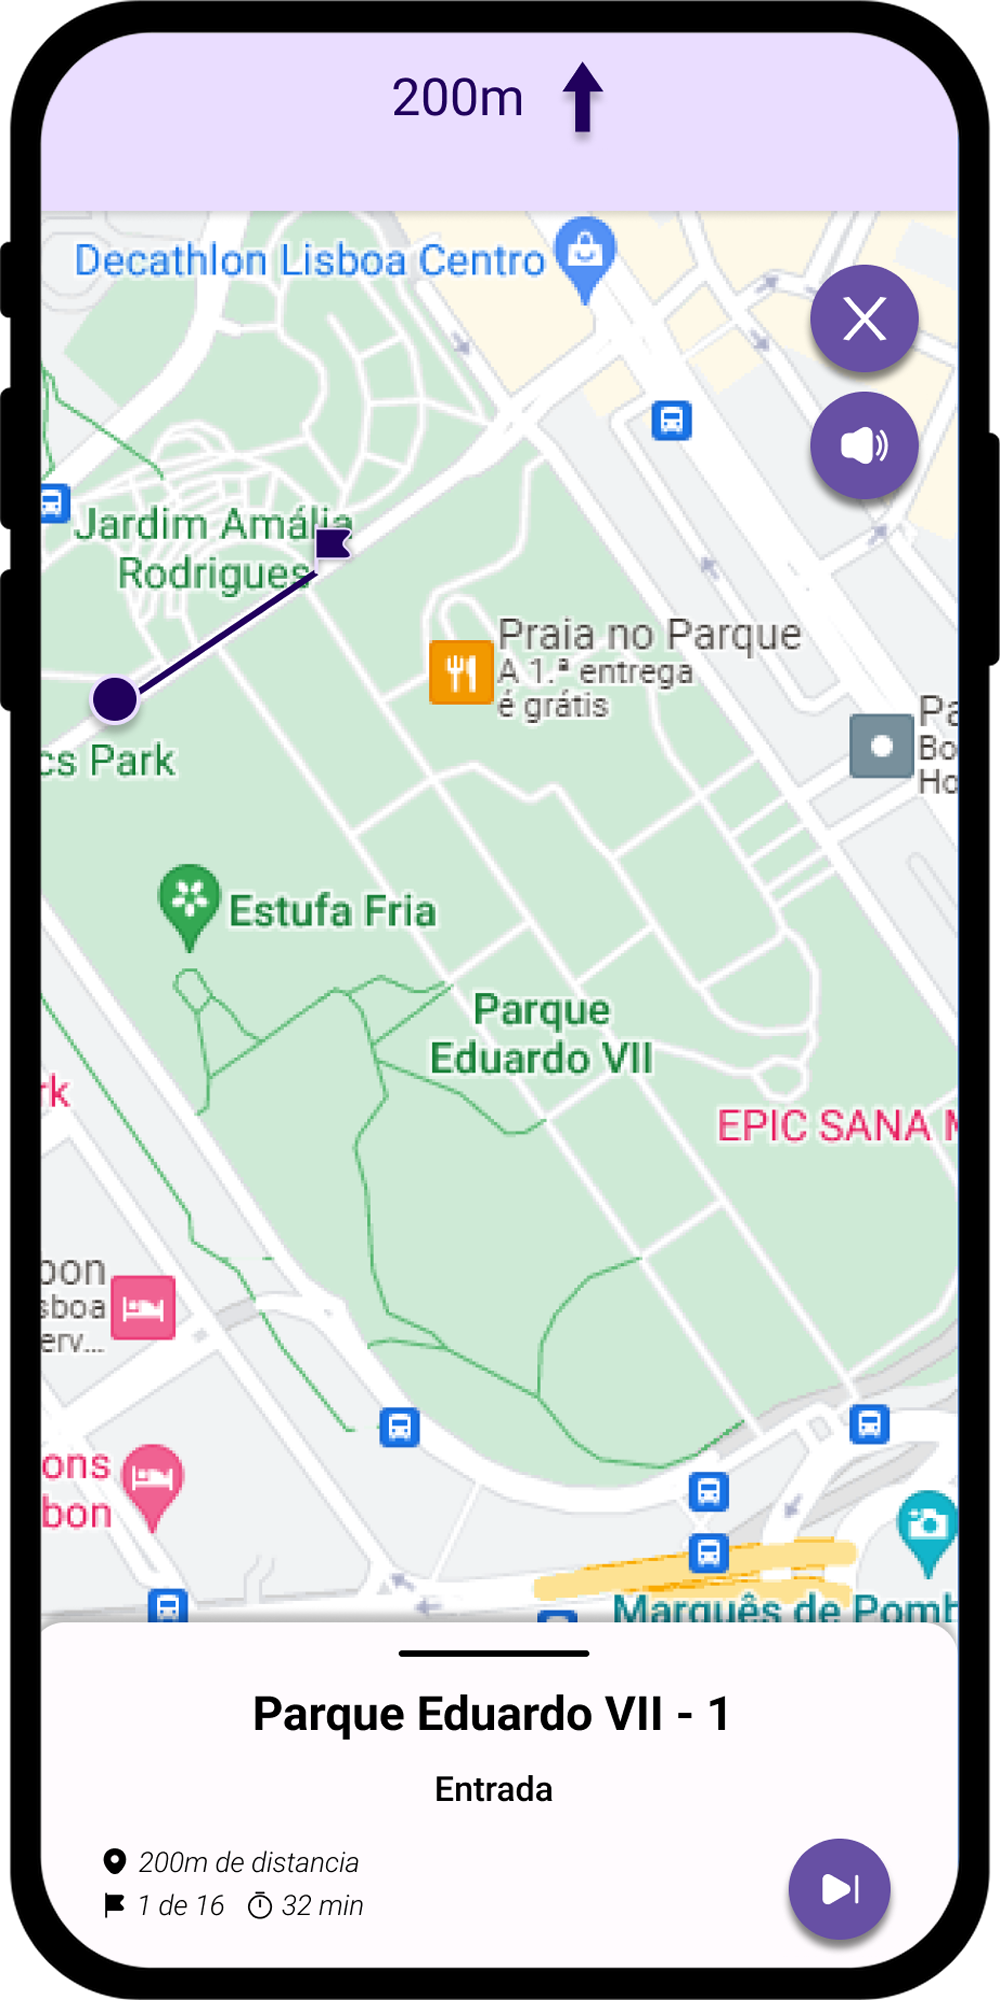 200m
Decathlon Lisboa Centro
Jardim Amália
Rodrigues
Praia no Parque
A 1.ª entrega
é grátis
Pa
Bo
Ho
cs Park
Estufa Fria
Parque
Eduardo VII
rk
EPIC SANA M
bon
sboa
erv...
ons
bon
Marquês de Pomb
Parque Eduardo VII - 1
Entrada
200m de distancia
1 de 16 32 min